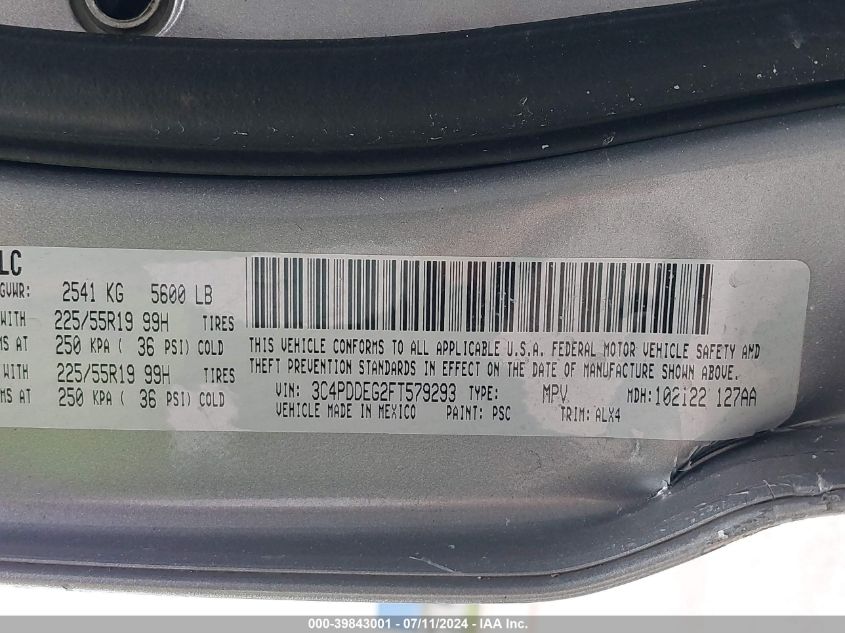 LC
GVWR: 2541 KG 5600 LB
WITH 225/55R19 99H TIRES
MS AT 250 KPA ( 36 PSI) COLD
WITH 225/55R19 99H TIRES
MS AT 250 KPA ( 36 PSI) COLD
THIS VEHICLE CONFORMS TO ALL APPLICABLE U.S.A. FEDERAL MOTOR VEHICLE SAFETY AND
THEFT PREVENTION STANDARDS IN EFFECT ON THE DATE OF MANUFACTURE SHOWN ABOVE.
VIN: 3C4PDDEG2FT579293 TYPE: MPV MDH: 102122 127AA
VEHICLE MADE IN MEXICO PAINT: PSC TRIM: ALX4
000-39843001 - 07/11/2024 - IAA Inc.